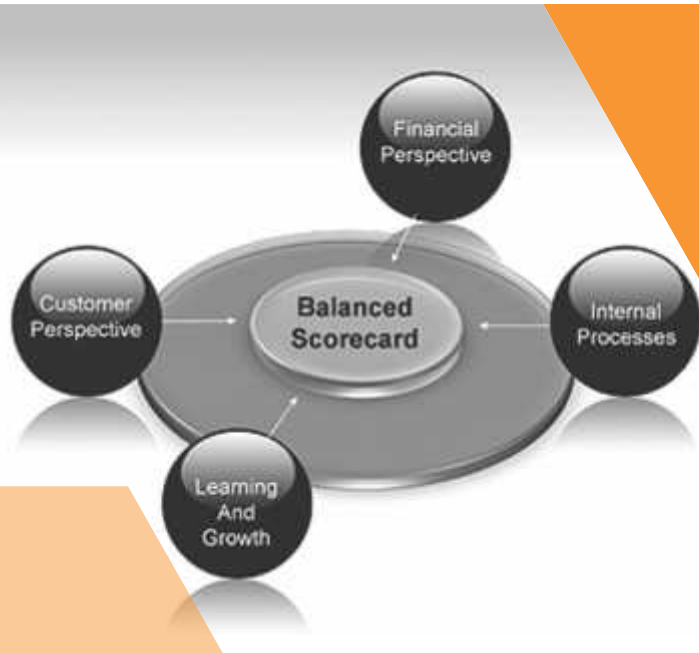 Financial
Perspective
Customer
Perspective
Balanced
Scorecard
Internal
Processes
Learning
And
Growth